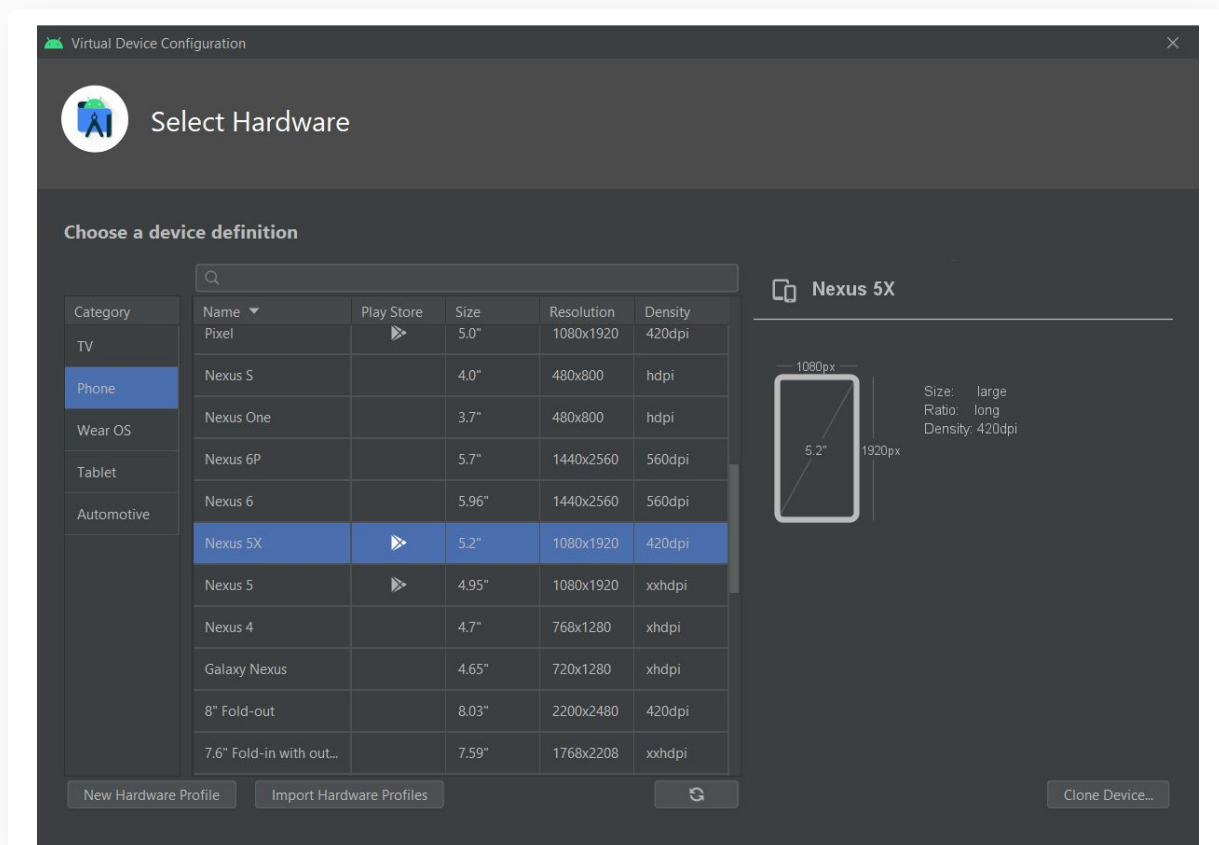 Virtual Device Configuration
Select Hardware
Choose a device definition
Category
TV
Phone
Wear OS
Tablet
Automotive
Name Play Store Size Resolution Density
Pixel 5.0" 1080x1920 420dpi
Nexus S 4.0" 480x800 hdpi
Nexus One 3.7" 480x800 hdpi
Nexus 6P 5.7" 1440x2560 560dpi
Nexus 6 5.96" 1440x2560 560dpi
Nexus 5X 5.2" 1080x1920 420dpi
Nexus 5 4.95" 1080x1920 xxhdpi
Nexus 4 4.7" 768x1280 xhdpi
Galaxy Nexus 4.65" 720x1280 xhdpi
8" Fold-out 8.03" 2200x2480 420dpi
7.6" Fold-in with out... 7.59" 1768x2208 xxhdpi
Nexus 5X
1080px
5.2"
1920px
Size: large
Ratio: long
Density: 420dpi
New Hardware Profile
Import Hardware Profiles
Clone Device...